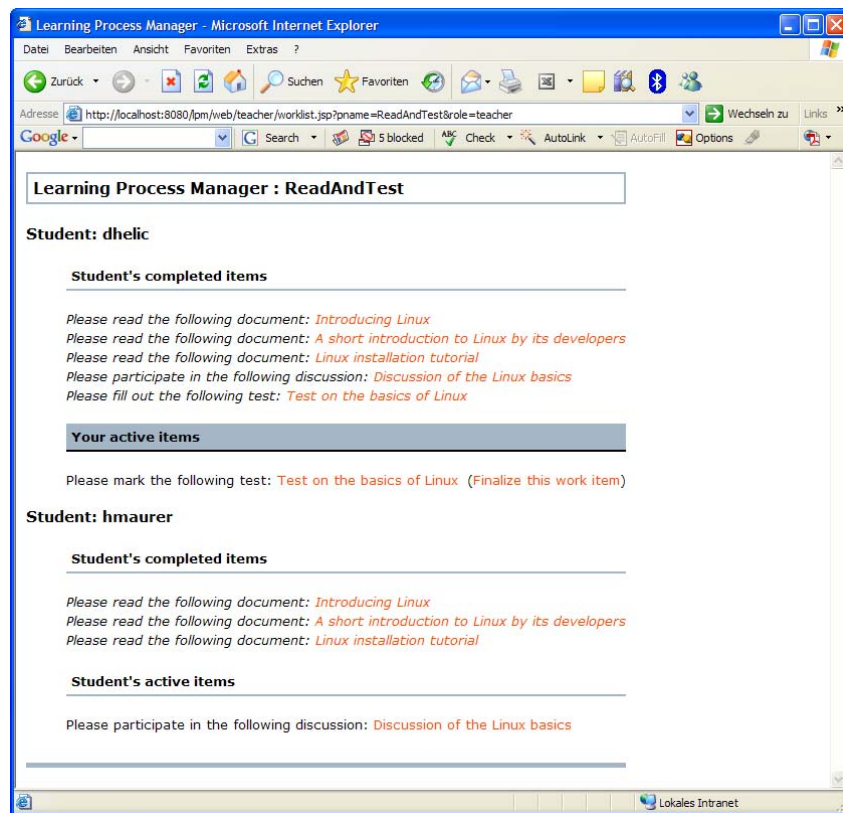 Learning Process Manager - Microsoft Internet Explorer
Datei Bearbeiten Ansicht Favoriten Extras ?
Zurück Suchen Favoriten
Adresse http://localhost:8080/lpm/web/teacher/worklist.jsp?pname=ReadAndTest&role=teacher Wechseln zu Links »
Google G Search 5 blocked ABC Check AutoLink AutoFill Options
Learning Process Manager : ReadAndTest
Student: dhelic
Student's completed items
Please read the following document: Introducing Linux
Please read the following document: A short introduction to Linux by its developers
Please read the following document: Linux installation tutorial
Please participate in the following discussion: Discussion of the Linux basics
Please fill out the following test: Test on the basics of Linux
Your active items
Please mark the following test: Test on the basics of Linux (Finalize this work item)
Student: hmaurer
Student's completed items
Please read the following document: Introducing Linux
Please read the following document: A short introduction to Linux by its developers
Please read the following document: Linux installation tutorial
Student's active items
Please participate in the following discussion: Discussion of the Linux basics
Lokales Intranet